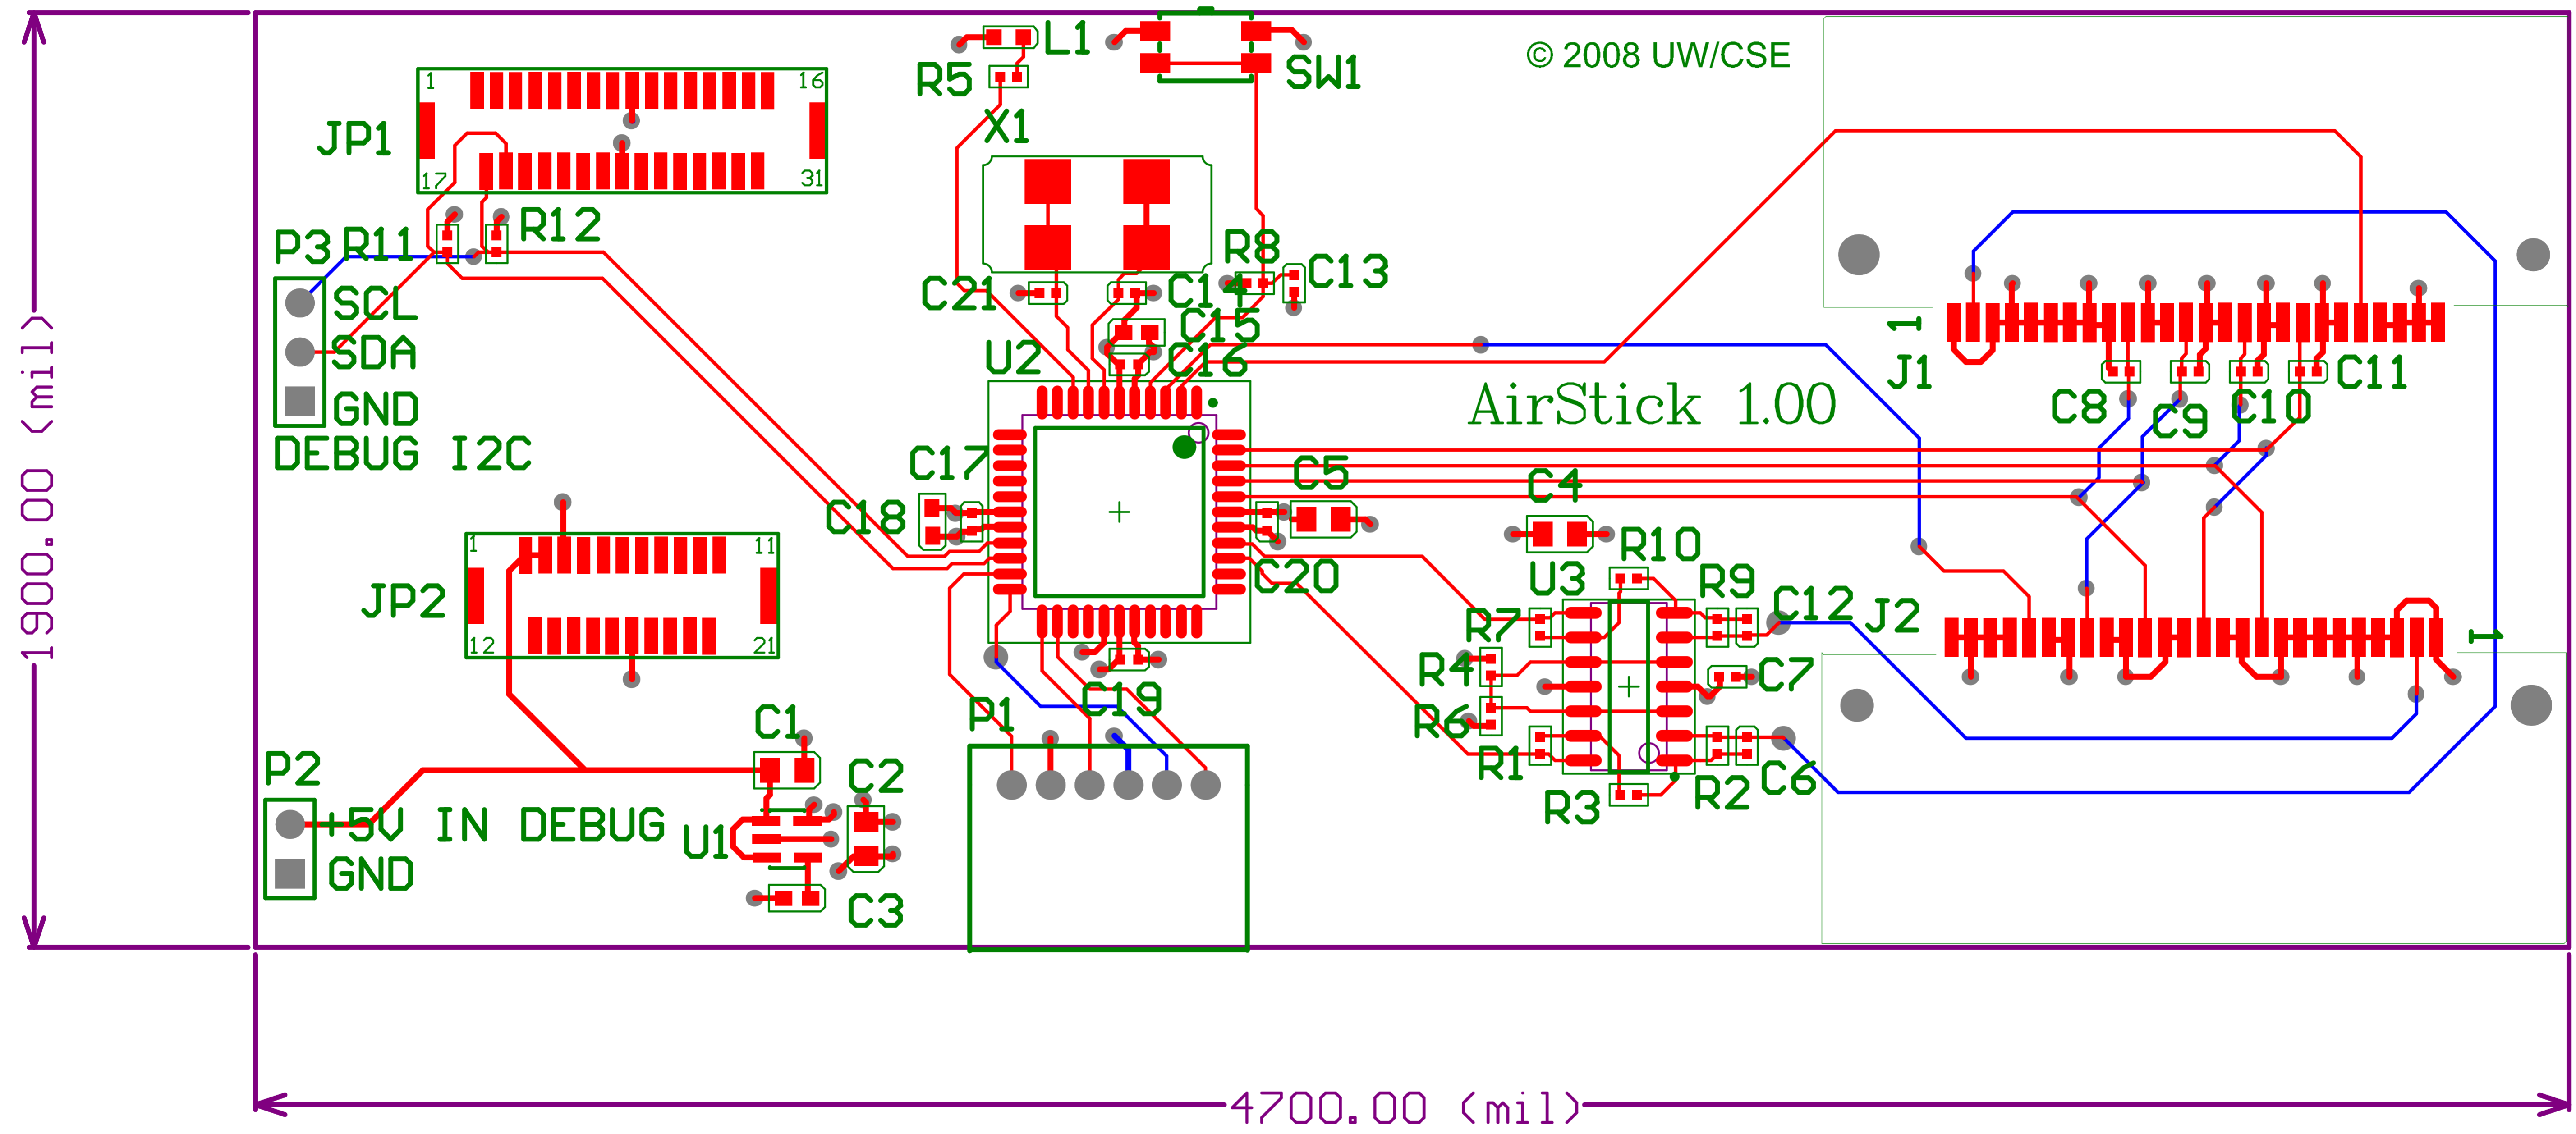 L1
© 2008 UW/CSE
R5
SW1
1
16
JP1
X1
17
31
P3
R11
R12
R8
C13
C21
C14
SCL
C15
1
U2
C16
SDA
J1
C11
AirStick 1.00
GND
C8
C9
C10
DEBUG I2C
C17
C5
C4
C18
R10
1
11
C20
U3
R9
JP2
C12
J2
R7
12
21
1
R4
C7
C19
P1
R6
C1
P2
R1
C2
C6
R3
R2
+5V IN DEBUG
U1
GND
C3
1900.00 (mil)
4700.00 (mil)